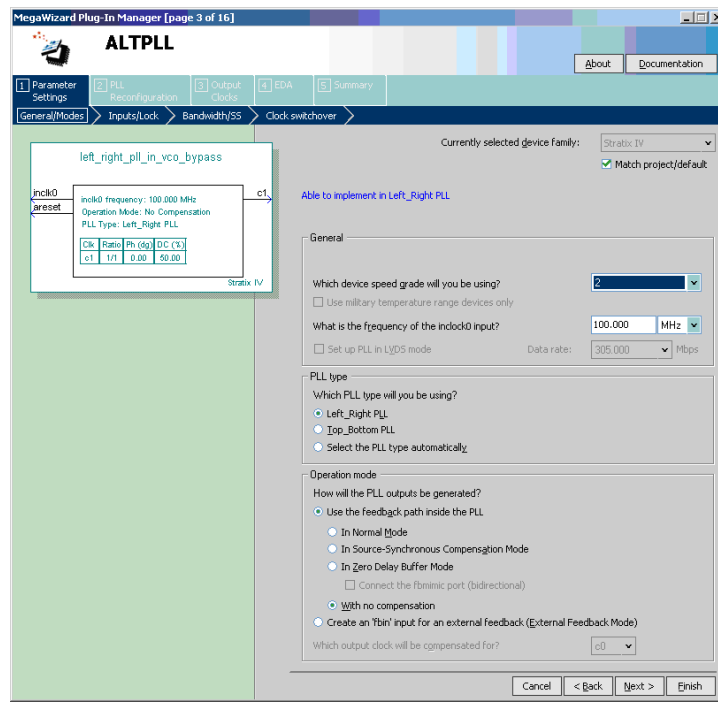 MegaWizard Plug-In Manager [page 3 of 16]
ALTPLL
About
Documentation
1 Parameter Settings
2 PLL Reconfiguration
3 Output Clocks
4 EDA
5 Summary
General/Modes
Inputs/Lock
Bandwidth/SS
Clock switchover
left_right_pll_in_vco_bypass
inclk0
areset
c1
inclk0 frequency: 100.000 MHz
Operation Mode: No Compensation
PLL Type: Left_Right PLL
Clk Ratio Ph (dg) DC (%)
c1 1/1 0.00 50.00
Stratix IV
Currently selected device family:
Stratix IV
Match project/default
Able to implement in Left_Right PLL
General
Which device speed grade will you be using?
2
Use military temperature range devices only
What is the frequency of the inclock0 input?
100.000
MHz
Set up PLL in LVDS mode
Data rate:
305.000
Mbps
PLL type
Which PLL type will you be using?
Left_Right PLL
Top_Bottom PLL
Select the PLL type automatically
Operation mode
How will the PLL outputs be generated?
Use the feedback path inside the PLL
In Normal Mode
In Source-Synchronous Compensation Mode
In Zero Delay Buffer Mode
Connect the fbmimic port (bidirectional)
With no compensation
Create an 'fbin' input for an external feedback (External Feedback Mode)
Which output clock will be compensated for?
c0
Cancel
< Back
Next >
Finish